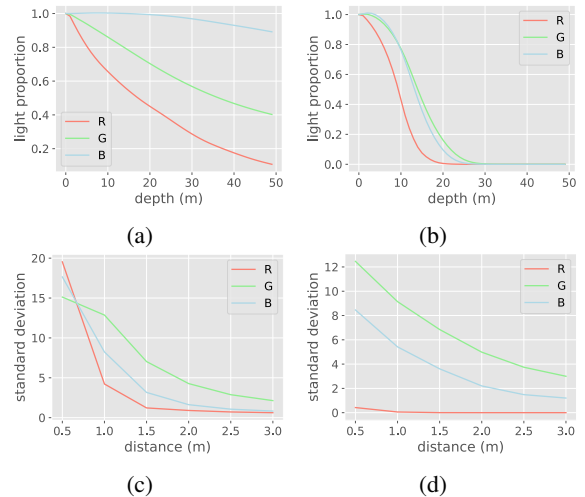 1.0
0.8
0.6
0.4
0.2
light proportion
R
G
B
0 10 20 30 40 50
depth (m)
(a)
1.0
0.8
0.6
0.4
0.2
0.0
light proportion
R
G
B
0 10 20 30 40 50
depth (m)
(b)
20
15
10
5
0
standard deviation
R
G
B
0.5 1.0 1.5 2.0 2.5 3.0
distance (m)
(c)
12
10
8
6
4
2
0
standard deviation
R
G
B
0.5 1.0 1.5 2.0 2.5 3.0
distance (m)
(d)